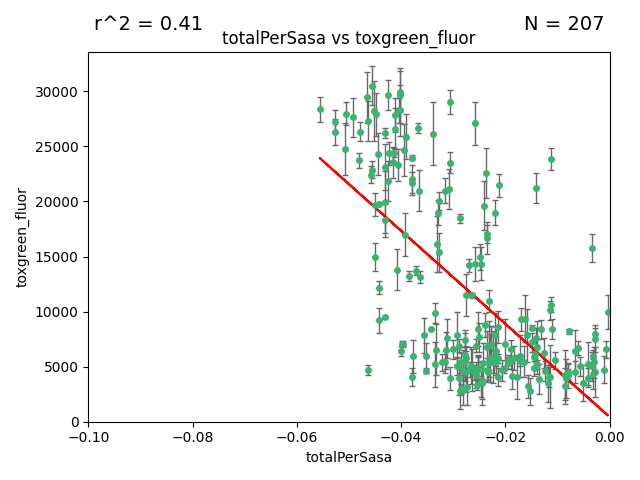 r^2 = 0.41
N = 207
totalPerSasa vs toxgreen_fluor
toxgreen_fluor
30000
25000
20000
15000
10000
5000
0
−0.10
−0.08
−0.06
−0.04
−0.02
0.00
totalPerSasa